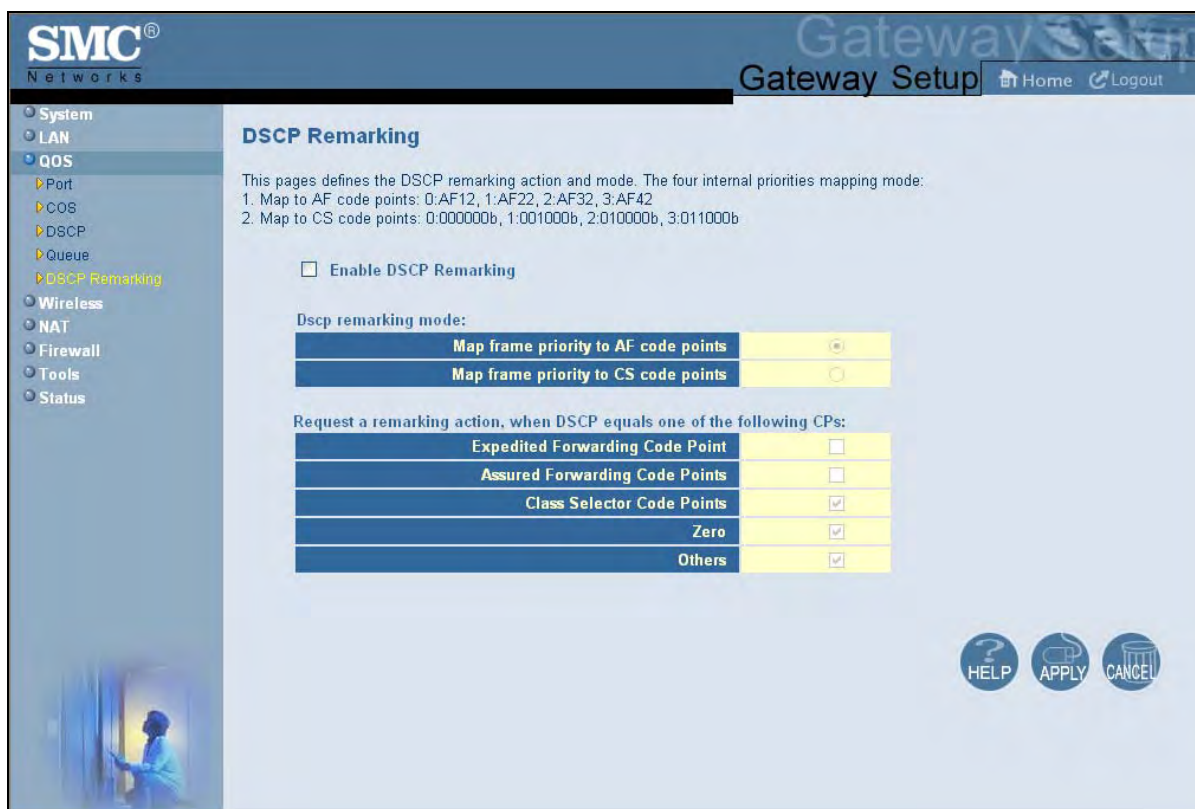 SMC®
Networks
Gateway Setup
Gateway Setup
Home
Logout
System
LAN
QOS
Port
COS
DSCP
Queue
DSCP Remarking
Wireless
NAT
Firewall
Tools
Status
DSCP Remarking
This pages defines the DSCP remarking action and mode. The four internal priorities mapping mode:
1. Map to AF code points: 0:AF12, 1:AF22, 2:AF32, 3:AF42
2. Map to CS code points: 0:000000b, 1:001000b, 2:010000b, 3:011000b
Enable DSCP Remarking
Dscp remarking mode:
Map frame priority to AF code points
Map frame priority to CS code points
Request a remarking action, when DSCP equals one of the following CPs:
Expedited Forwarding Code Point
Assured Forwarding Code Points
Class Selector Code Points
Zero
Others
HELP
APPLY
CANCEL